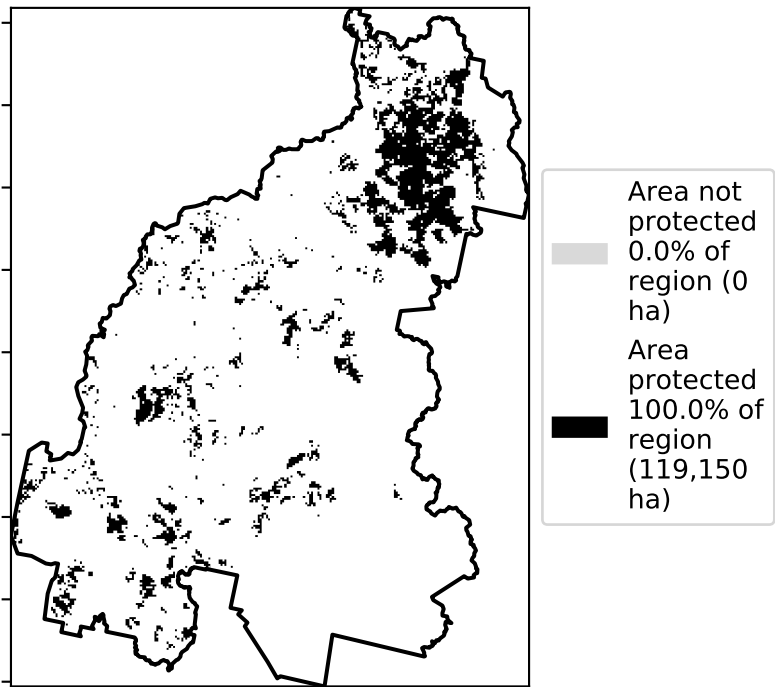 Area not
protected
0.0% of
region (0
ha)
Area
protected
100.0% of
region
(119,150
ha)